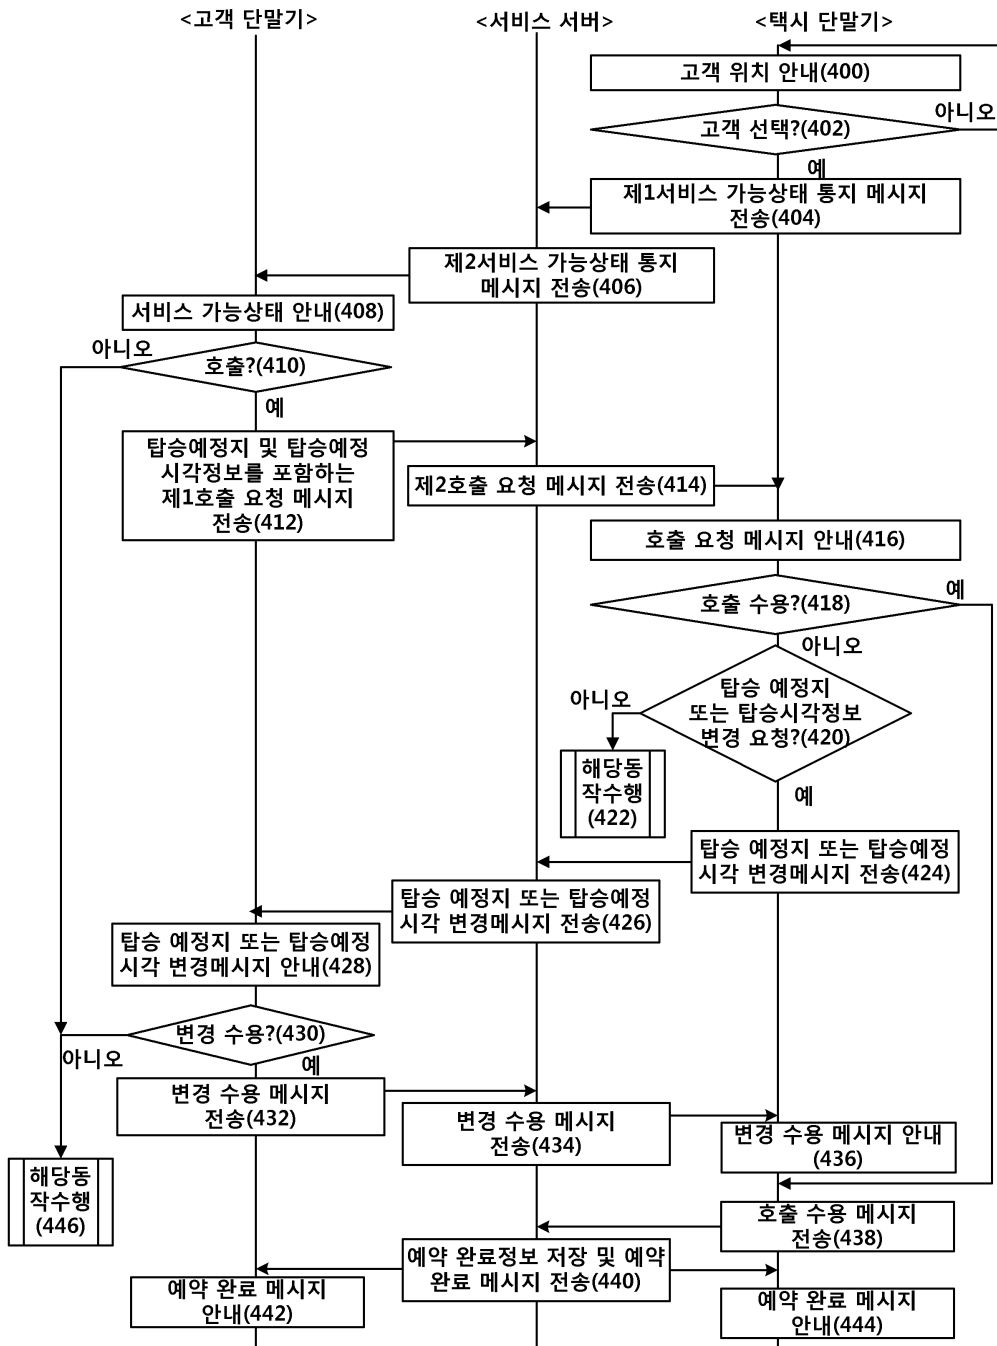 <고객 단말기>
<서비스 서버>
<택시 단말기>
고객 위치 안내(400)
아니오
고객 선택?(402)
예
제1서비스 가능상태 통지 메시지
전송(404)
제2서비스 가능상태 통지
메시지 전송(406)
서비스 가능상태 안내(408)
아니오
호출?(410)
예
탑승예정지 및 탑승예정
시각정보를 포함하는
제1호출 요청 메시지
전송(412)
제2호출 요청 메시지 전송(414)
호출 요청 메시지 안내(416)
예
호출 수용?(418)
아니오
탑승 예정지
또는 탑승시각정보
변경 요청?(420)
아니오
해당동
작수행
(422)
예
탑승 예정지 또는 탑승예정
시각 변경메시지 전송(424)
탑승 예정지 또는 탑승예정
시각 변경메시지 전송(426)
탑승 예정지 또는 탑승예정
시각 변경메시지 안내(428)
변경 수용?(430)
아니오
예
변경 수용 메시지
전송(432)
변경 수용 메시지
전송(434)
변경 수용 메시지 안내
(436)
해당동
작수행
(446)
호출 수용 메시지
전송(438)
예약 완료정보 저장 및 예약
완료 메시지 전송(440)
예약 완료 메시지
안내(442)
예약 완료 메시지
안내(444)